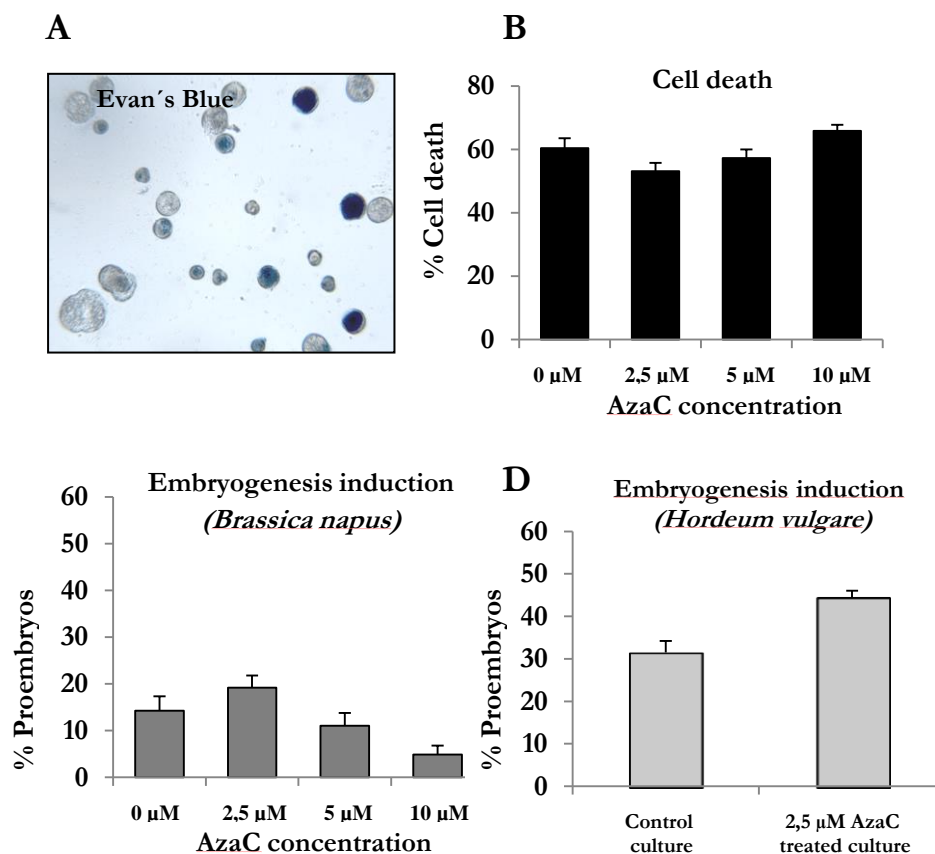 A
Evan´s Blue
B
Cell death
% Cell death
80
60
40
20
0
0 µM 2,5 µM 5 µM 10 µM
AzaC concentration
Embryogenesis induction
(Brassica napus)
% Proembryos
60
50
40
30
20
10
0
0 µM 2,5 µM 5 µM 10 µM
AzaC concentration
D
Embryogenesis induction
(Hordeum vulgare)
% Proembryos
60
50
40
30
20
10
0
Control culture
2,5 µM AzaC treated culture